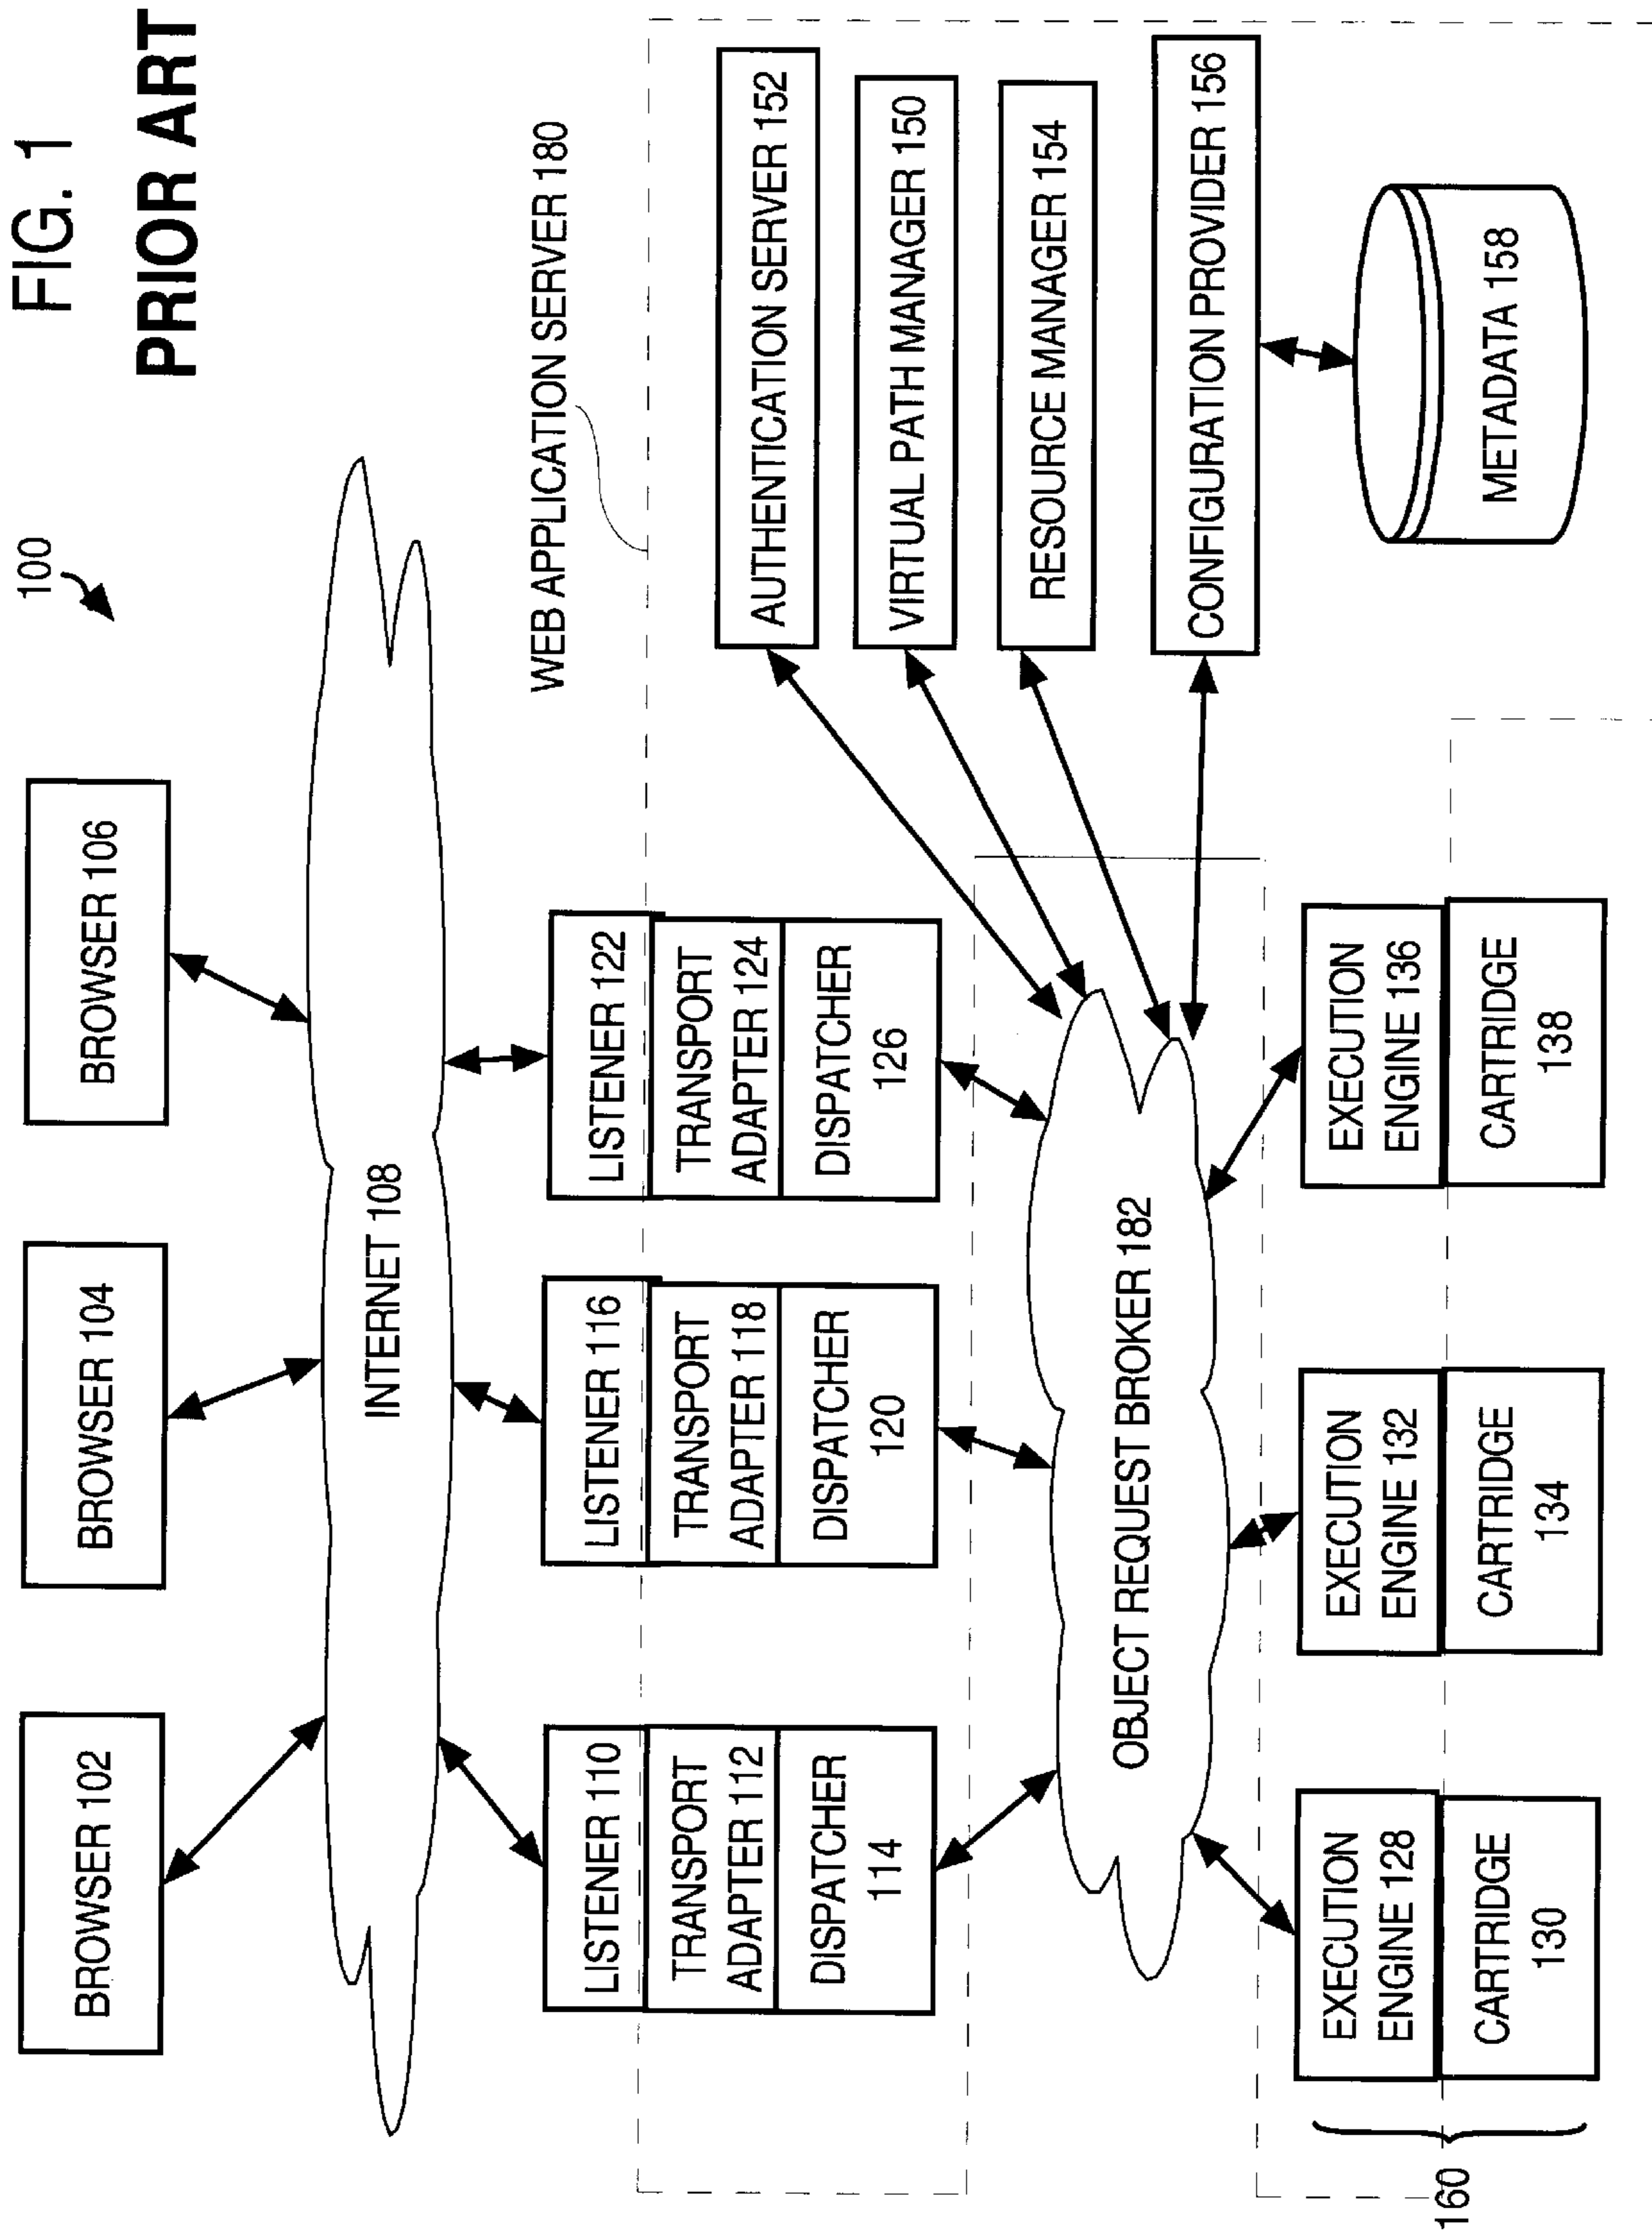 FIG. 1
PRIOR ART
100
BROWSER 102
BROWSER 104
BROWSER 106
INTERNET 108
WEB APPLICATION SERVER 180
LISTENER 110
TRANSPORT
ADAPTER 112
DISPATCHER
114
LISTENER 116
TRANSPORT
ADAPTER 118
DISPATCHER
120
LISTENER 122
TRANSPORT
ADAPTER 124
DISPATCHER
126
AUTHENTICATION SERVER 152
VIRTUAL PATH MANAGER 150
RESOURCE MANAGER 154
CONFIGURATION PROVIDER 156
METADATA 158
OBJECT REQUEST BROKER 182
EXECUTION
ENGINE 128
CARTRIDGE
130
EXECUTION
ENGINE 132
CARTRIDGE
134
EXECUTION
ENGINE 136
CARTRIDGE
138
160